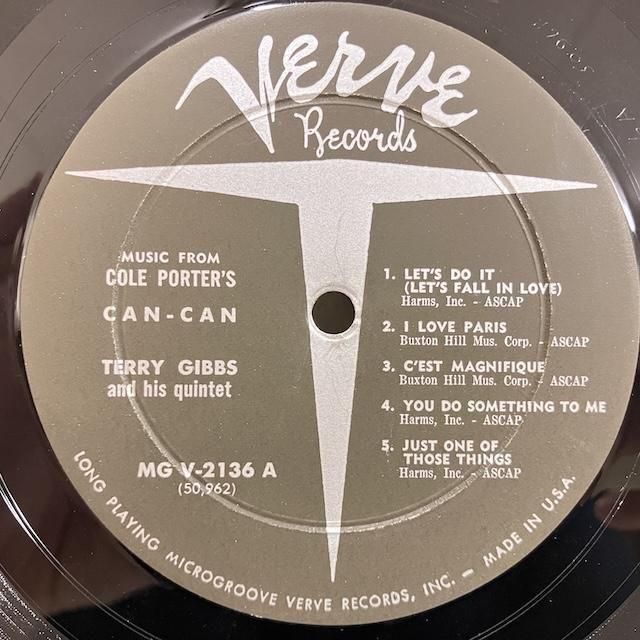 Verve
Records
MUSIC FROM
COLE PORTER'S
CAN-CAN
TERRY GIBBS
and his quintet
MG V-2136 A
(50,962)
1. LET'S DO IT
(LET'S FALL IN LOVE)
Harms, Inc. - ASCAP
2. I LOVE PARIS
Buxton Hill Mus. Corp. - ASCAP
3. C'EST MAGNIFIQUE
Buxton Hill Mus. Corp. - ASCAP
4. YOU DO SOMETHING TO ME
Harms, Inc. - ASCAP
5. JUST ONE OF
THOSE THINGS
Harms, Inc. - ASCAP
LONG PLAYING MICROGROOVE VERVE RECORDS, INC. – MADE IN U.S.A.